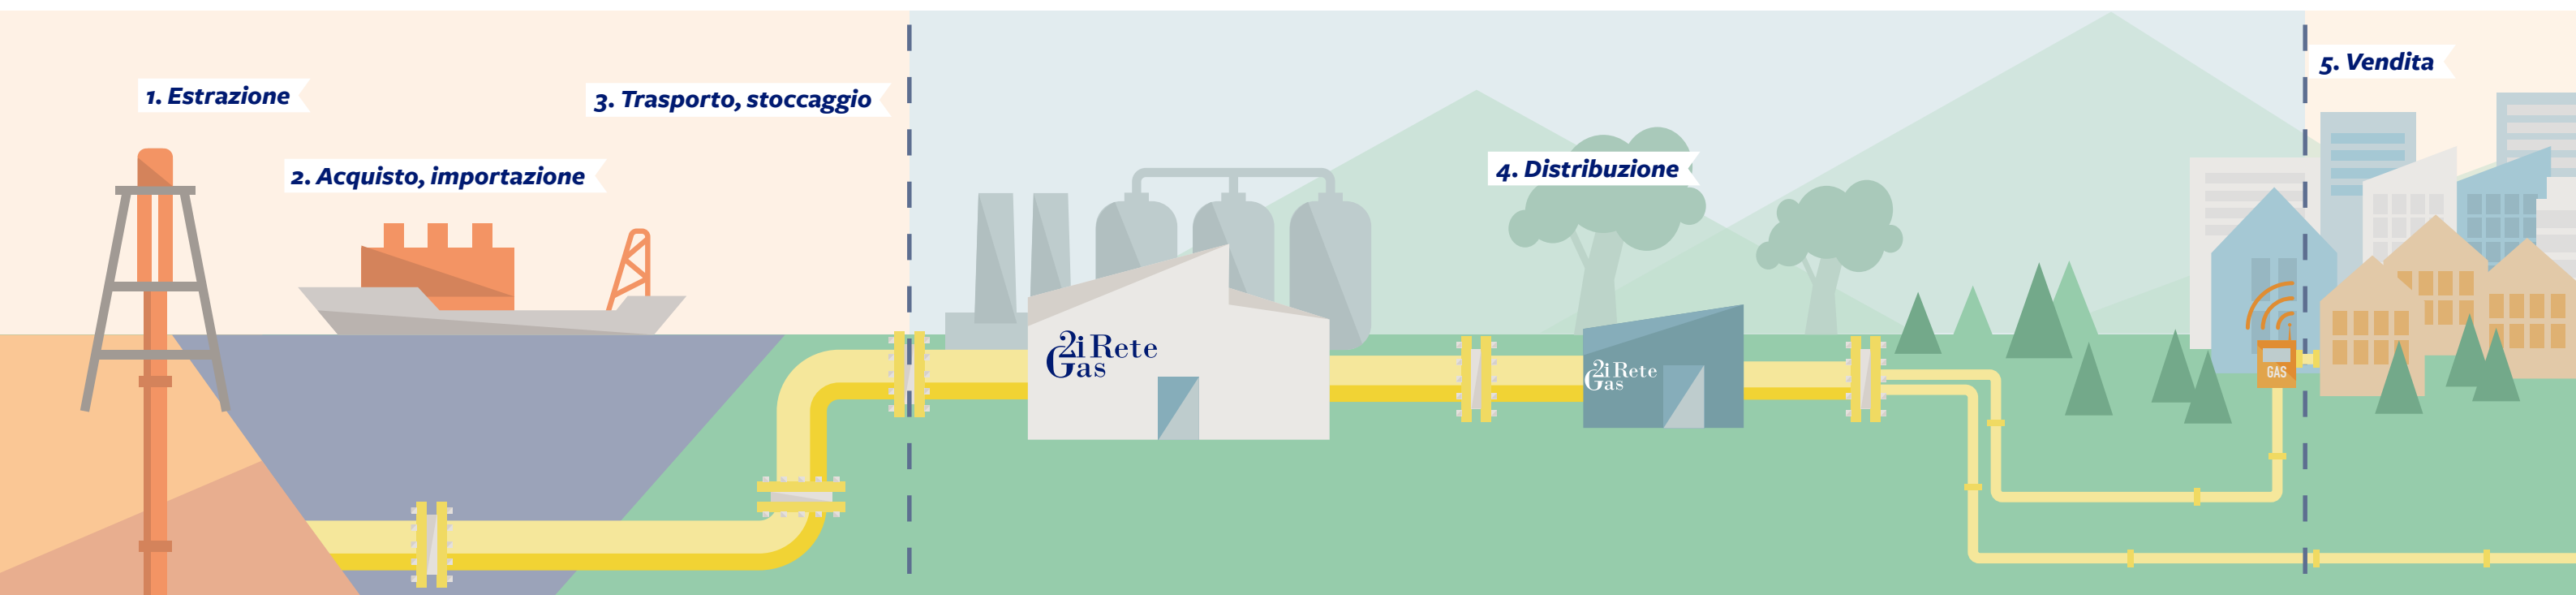 1. Estrazione
2. Acquisto, importazione
3. Trasporto, stoccaggio
2i Rete
Gas
4. Distribuzione
2i Rete
Gas
5. Vendita
GAS